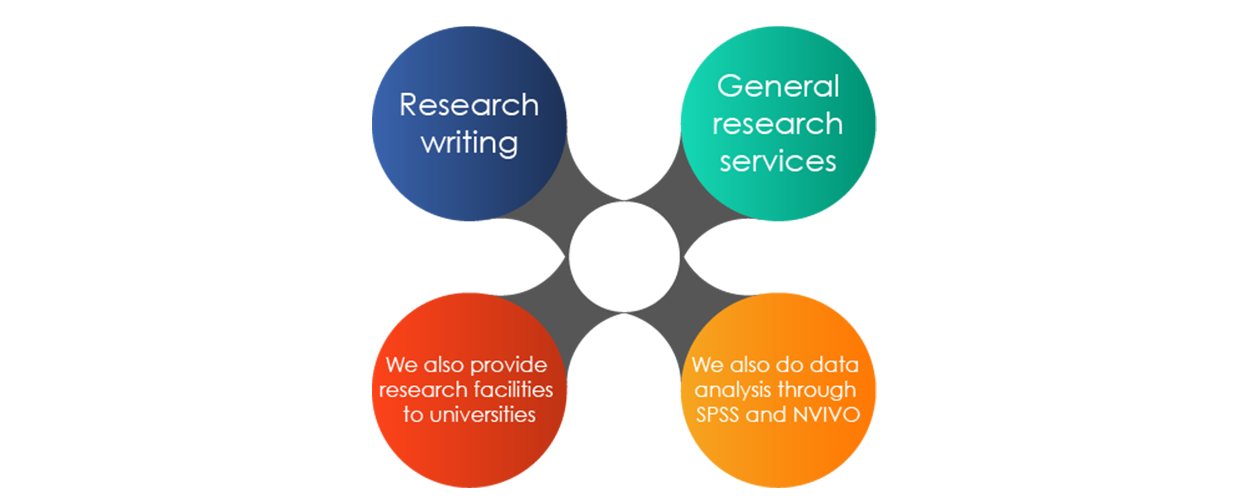 Research
writing
General
research
services
We also provide
research facilities
to universities
We also do data
analysis through
SPSS and NVIVO